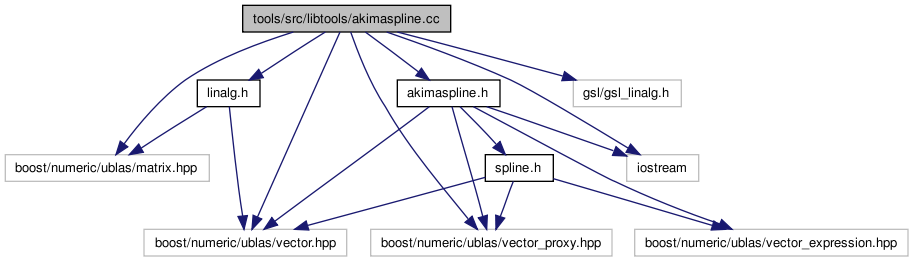 tools/src/libtools/akimaspline.cc
linalg.h
akimaspline.h
gsl/gsl_linalg.h
boost/numeric/ublas/matrix.hpp
spline.h
iostream
boost/numeric/ublas/vector.hpp
boost/numeric/ublas/vector_proxy.hpp
boost/numeric/ublas/vector_expression.hpp